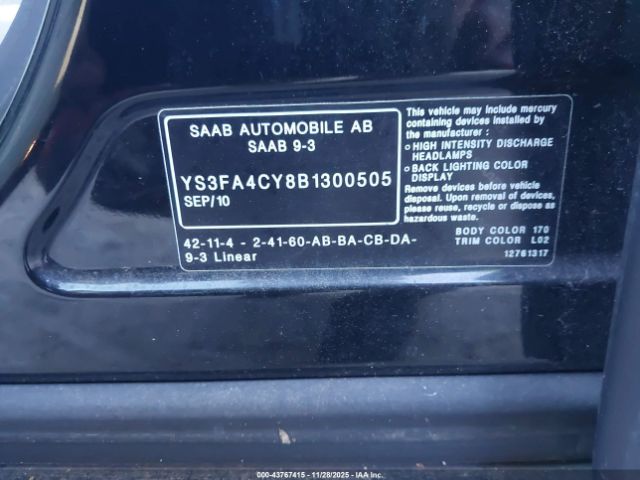 SAAB AUTOMOBILE AB
SAAB 9-3
YS3FA4CY8B1300505
SEP/10
42-11-4 - 2-41-60-AB-BA-CB-DA-
9-3 Linear
This vehicle may include mercury
containing devices installed by
the manufacturer :
○ HIGH INTENSITY DISCHARGE
HEADLAMPS
○ BACK LIGHTING COLOR
DISPLAY
Remove devices before vehicle
disposal. Upon removal of devices,
please reuse, recycle or dispose as
hazardous waste.
BODY COLOR 170
TRIM COLOR L02
12761317
000-43767415 - 11/28/2025 - IAA Inc.